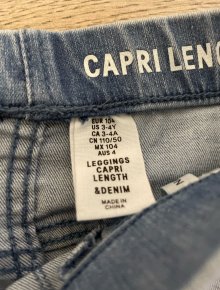 CAPRI LENGTH
EUR 104
US 3-4Y
CA 3-4A
CN 110/50
MX 104
AUS 4
LEGGINGS
CAPRI
LENGTH
&DENIM
MADE IN
CHINA